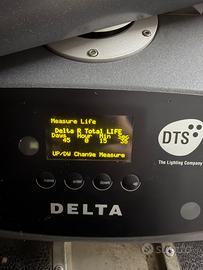 Measure Life
Delta R Total LIFE
Days Hour Min Sec
45 0 15 35
UP/DW Change Measure
DTS
The Lighting Company
DELTA